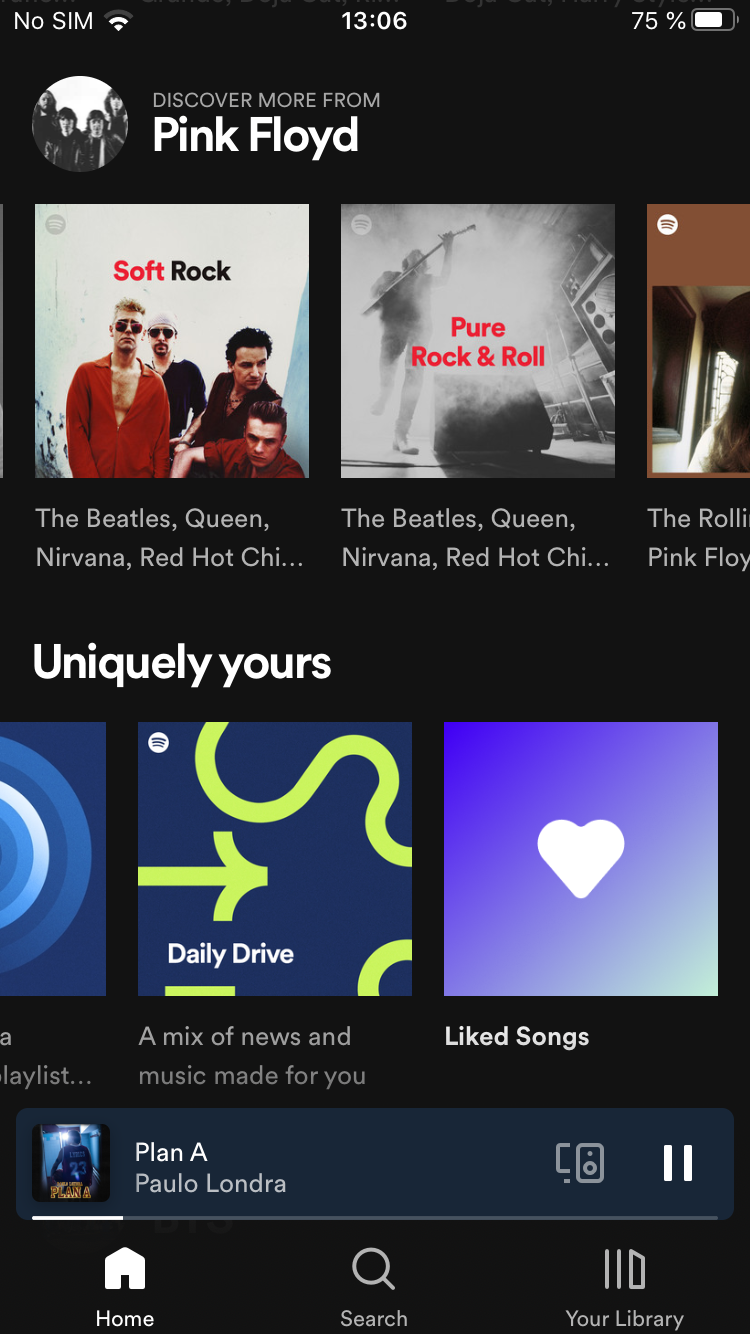 No SIM
13:06
75 %
DISCOVER MORE FROM
Pink Floyd
Soft Rock
Pure
Rock & Roll
The Beatles, Queen,
Nirvana, Red Hot Chi...
The Beatles, Queen,
Nirvana, Red Hot Chi...
The Rolli
Pink Floy
Uniquely yours
Daily Drive
a
laylist...
A mix of news and
music made for you
Liked Songs
23
PLAN A
Plan A
Paulo Londra
BTS
Home
Search
Your Library